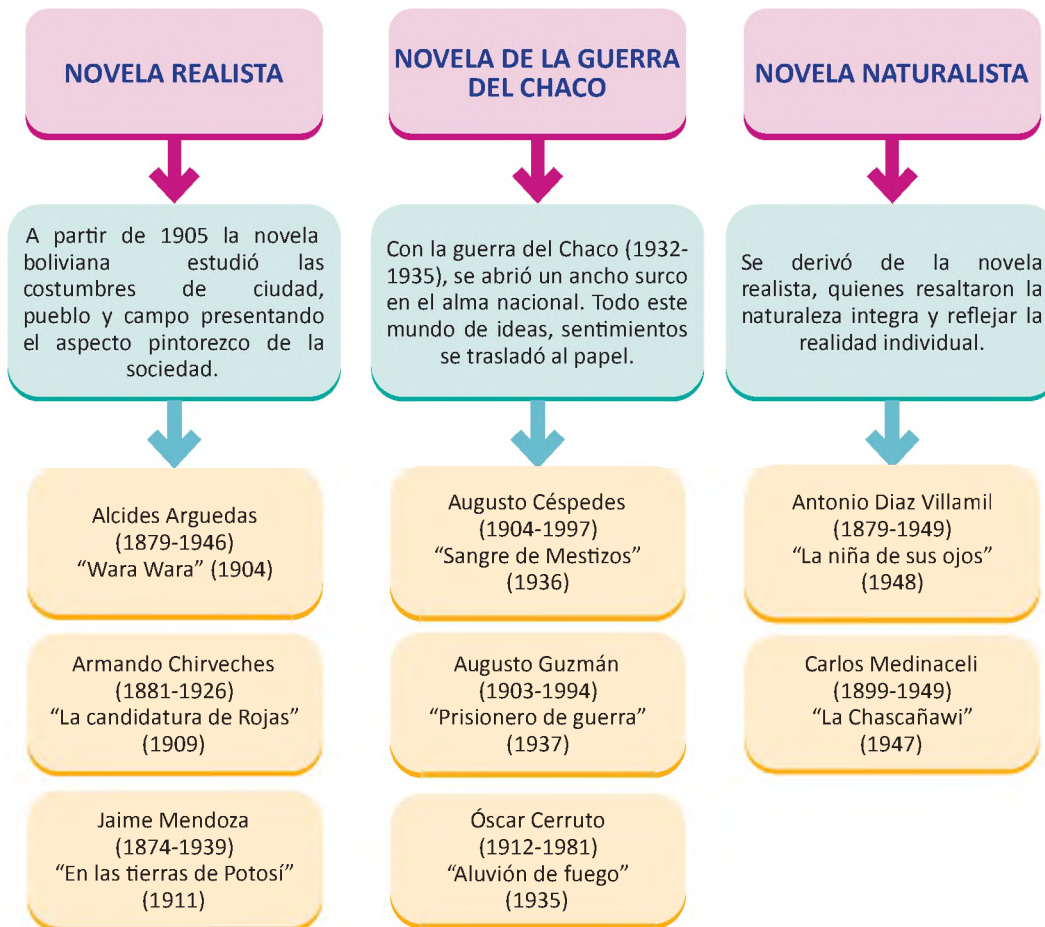 NOVELA REALISTA
A partir de 1905 la novela
boliviana estudió las
costumbres de ciudad,
pueblo y campo presentando
el aspecto pintorezco de la
sociedad.
Alcides Arguedas
(1879-1946)
“Wara Wara” (1904)
Armando Chirveches
(1881-1926)
“La candidatura de Rojas”
(1909)
Jaime Mendoza
(1874-1939)
“En las tierras de Potosí”
(1911)
NOVELA DE LA GUERRA
DEL CHACO
Con la guerra del Chaco (1932-
1935), se abrió un ancho surco
en el alma nacional. Todo este
mundo de ideas, sentimientos
se trasladó al papel.
Augusto Céspedes
(1904-1997)
“Sangre de Mestizos”
(1936)
Augusto Guzmán
(1903-1994)
“Prisionero de guerra”
(1937)
Óscar Cerruto
(1912-1981)
“Aluvión de fuego”
(1935)
NOVELA NATURALISTA
Se derivó de la novela
realista, quienes resaltaron la
naturaleza integra y reflejar la
realidad individual.
Antonio Diaz Villamil
(1879-1949)
“La niña de sus ojos”
(1948)
Carlos Medinaceli
(1899-1949)
“La Chascañawi”
(1947)